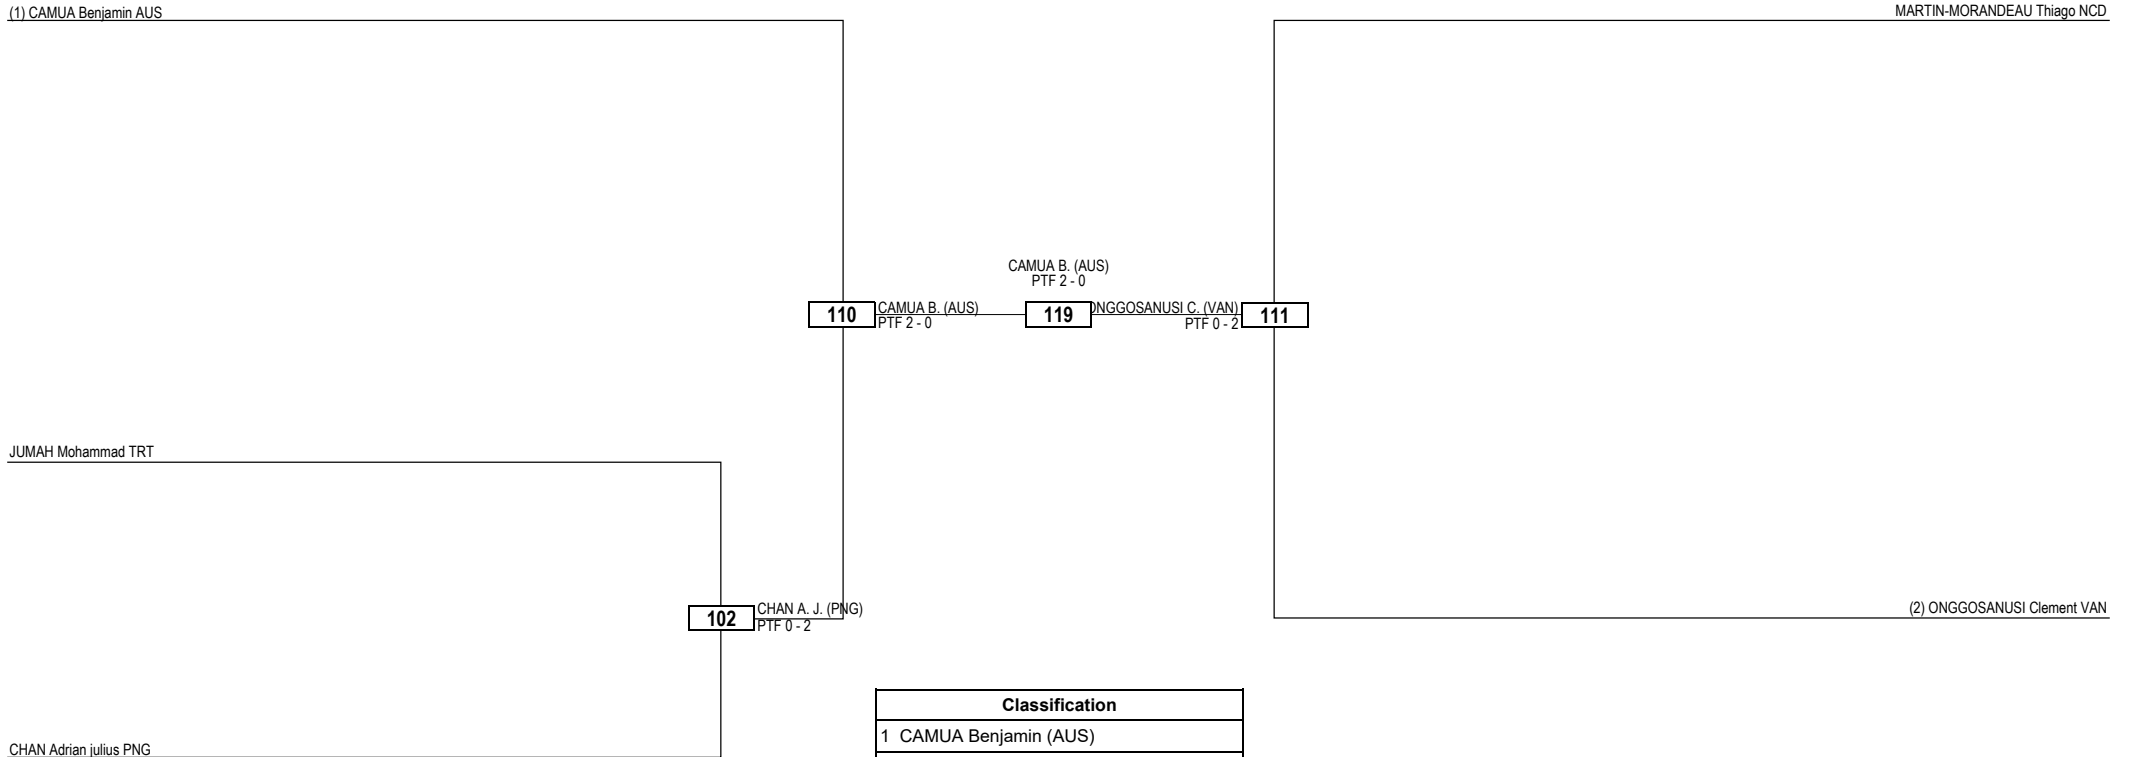 (1) CAMUA Benjamin AUS
MARTIN-MORANDEAU Thiago NCD
CAMUA B. (AUS)
PTF 2 - 0
110
CAMUA B. (AUS)
PTF 2 - 0
119
ONGGOSANUSI C. (VAN)
PTF 0 - 2
111
JUMAH Mohammad TRT
102
CHAN A. J. (PNG)
PTF 0 - 2
(2) ONGGOSANUSI Clement VAN
Classification
1 CAMUA Benjamin (AUS)
CHAN Adrian julius PNG